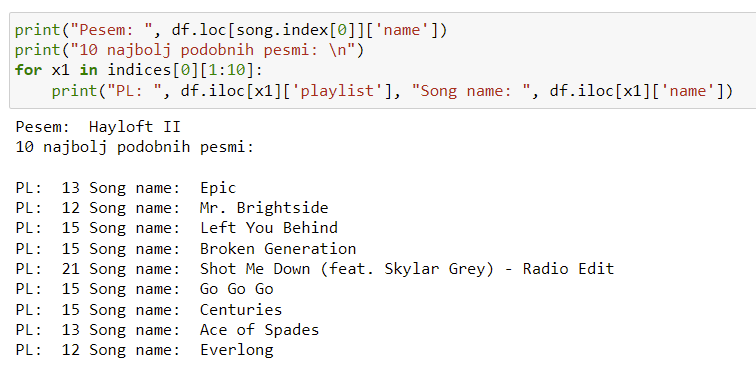 print("Pesem: ", df.loc[song.index[0]]['name'])
print("10 najbolj podobnih pesmi: \n")
for x1 in indices[0][1:10]:
    print("PL: ", df.iloc[x1]['playlist'], "Song name: ", df.iloc[x1]['name'])
Pesem:  Hayloft II
10 najbolj podobnih pesmi:
PL:  13 Song name:  Epic
PL:  12 Song name:  Mr. Brightside
PL:  15 Song name:  Left You Behind
PL:  15 Song name:  Broken Generation
PL:  21 Song name:  Shot Me Down (feat. Skylar Grey) - Radio Edit
PL:  15 Song name:  Go Go Go
PL:  15 Song name:  Centuries
PL:  13 Song name:  Ace of Spades
PL:  12 Song name:  Everlong